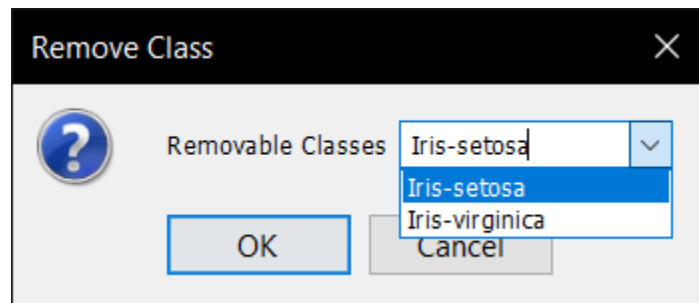 Remove Class
Removable Classes Iris-setosa
Iris-setosa
Iris-virginica
OK Cancel